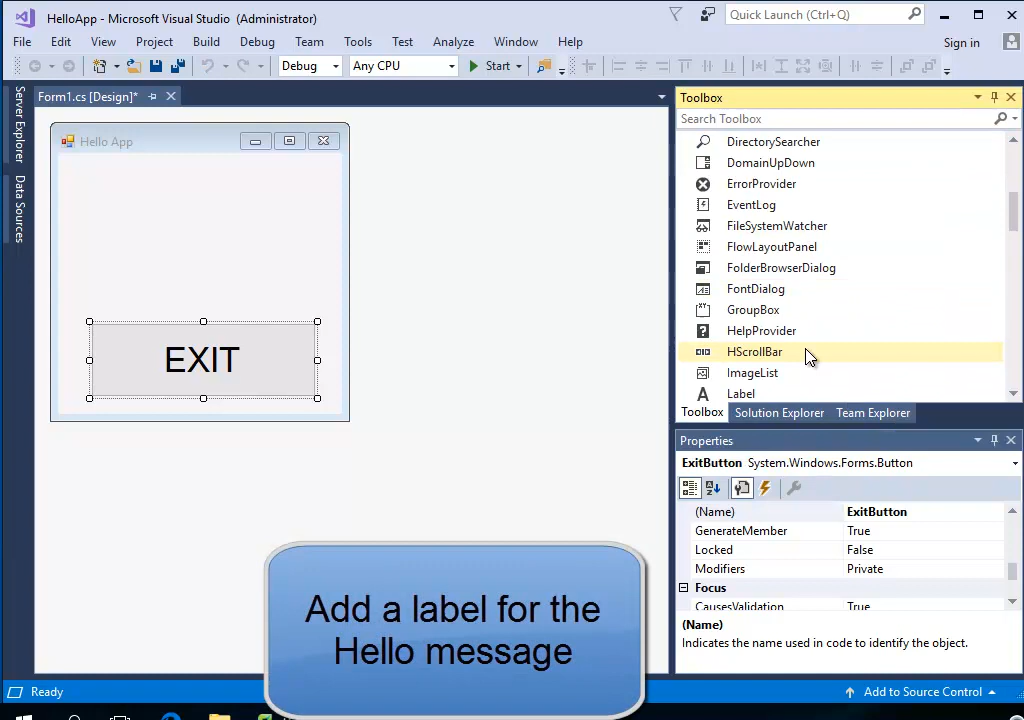 HelloApp - Microsoft Visual Studio (Administrator)
Quick Launch (Ctrl+Q)
File Edit View Project Build Debug Team Tools Test Analyze Window Help
Sign in
Debug Any CPU Start
Server Explorer
Data Sources
Form1.cs [Design]*
Hello App
EXIT
Toolbox
Search Toolbox
DirectorySearcher
DomainUpDown
ErrorProvider
EventLog
FileSystemWatcher
FlowLayoutPanel
FolderBrowserDialog
FontDialog
GroupBox
HelpProvider
HScrollBar
ImageList
A Label
Toolbox Solution Explorer Team Explorer
Properties
ExitButton System.Windows.Forms.Button
(Name) ExitButton
GenerateMember True
Locked False
Modifiers Private
Focus
CausesValidation True
(Name)
Indicates the name used in code to identify the object.
Add a label for the
Hello message
Ready
Add to Source Control